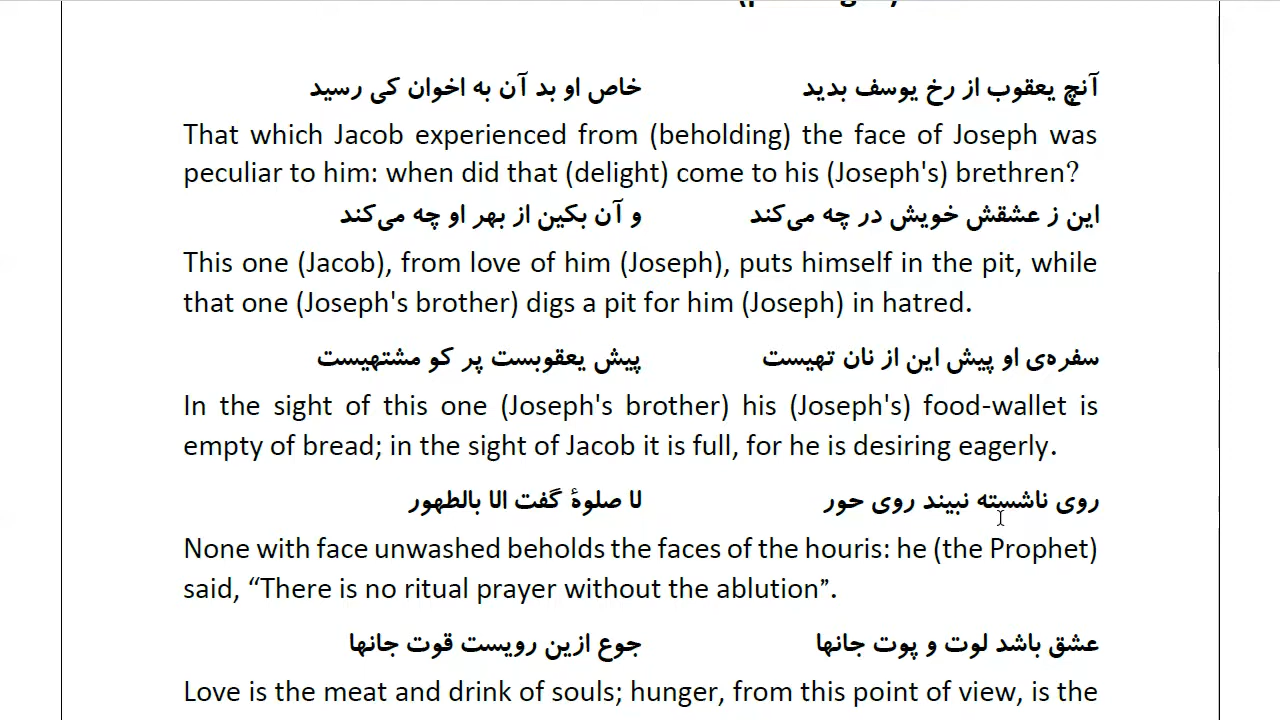 آنچ یعقوب از رخ یوسف بدید خاص او بد آن به اخوان کی رسید
That which Jacob experienced from (beholding) the face of Joseph was
peculiar to him: when did that (delight) come to his (Joseph's) brethren?
این ز عشقش خویش در چه می‌کند و آن بکین از بهر او چه می‌کند
This one (Jacob), from love of him (Joseph), puts himself in the pit, while
that one (Joseph's brother) digs a pit for him (Joseph) in hatred.
سفره‌ی او پیش این از نان تهیست پیش یعقوبست پر کو مشتهیست
In the sight of this one (Joseph's brother) his (Joseph's) food-wallet is
empty of bread; in the sight of Jacob it is full, for he is desiring eagerly.
روی ناشسته نبیند روی حور لا صلوهٔ گفت الا بالطهور
None with face unwashed beholds the faces of the houris: he (the Prophet)
said, “There is no ritual prayer without the ablution”.
عشق باشد لوت و پوت جانها جوع ازین رویست قوت جانها
Love is the meat and drink of souls; hunger, from this point of view, is the